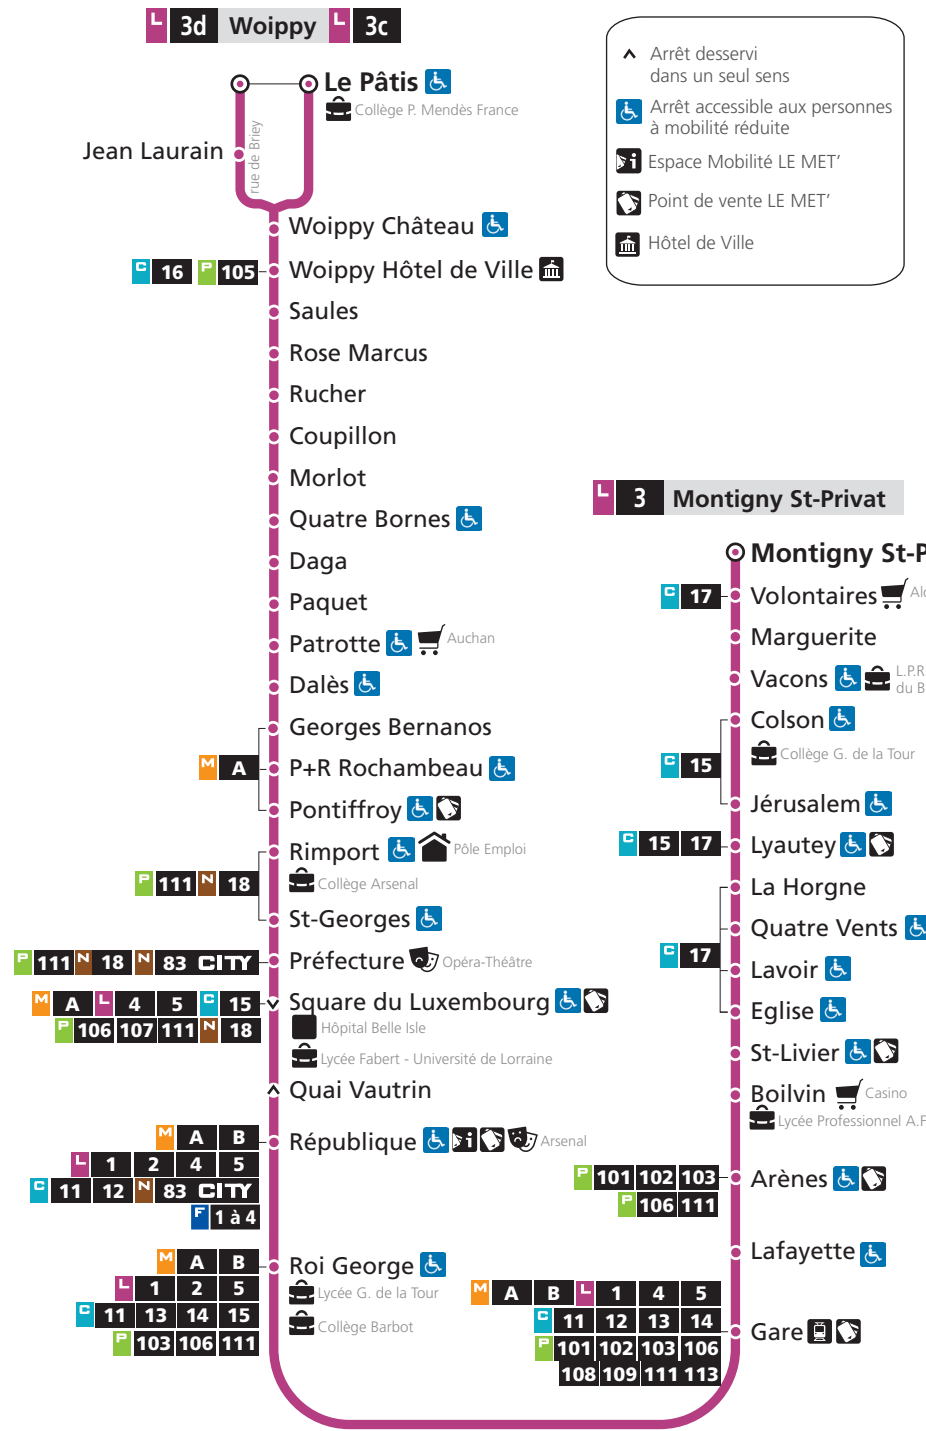 L 3d Woippy L 3c
Le Pâtis
Collège P. Mendès France
Jean Laurain
rue de Briey
Woippy Château
C 16 P 105 Woippy Hôtel de Ville
Saules
Rose Marcus
Rucher
Coupillon
Morlot
Quatre Bornes
Daga
Paquet
Patrotte Auchan
Dalès
Georges Bernanos
M A P+R Rochambeau
Pontiffroy
Rimport Pôle Emploi
P 111 N 18 Collège Arsenal
St-Georges
P 111 N 18 N 83 CITY Préfecture Opéra-Théâtre
M A L 4 5 C 15 Square du Luxembourg
P 106 107 111 N 18 Hôpital Belle Isle
Lycée Fabert - Université de Lorraine
Quai Vautrin
M A B République Arsenal
L 1 2 4 5
C 11 12 N 83 CITY
F 1 à 4
M A B Roi George
L 1 2 5 Lycée G. de la Tour
C 11 13 14 15 Collège Barbot
P 103 106 111
Arrêt desservi
dans un seul sens
Arrêt accessible aux personnes
à mobilité réduite
Espace Mobilité LE MET’
Point de vente LE MET’
Hôtel de Ville
L 3 Montigny St-Privat
Montigny St-P
C 17 Volontaires
Marguerite
Vacons L.P.R
du B
Colson
C 15 Collège G. de la Tour
Jérusalem
C 15 17 Lyautey
La Horgne
Quatre Vents
C 17 Lavoir
Eglise
St-Livier
Boilvin Casino
Lycée Professionnel A.F
P 101 102 103 Arènes
P 106 111
Lafayette
M A B L 1 4 5
C 11 12 13 14 Gare
P 101 102 103 106
108 109 111 113